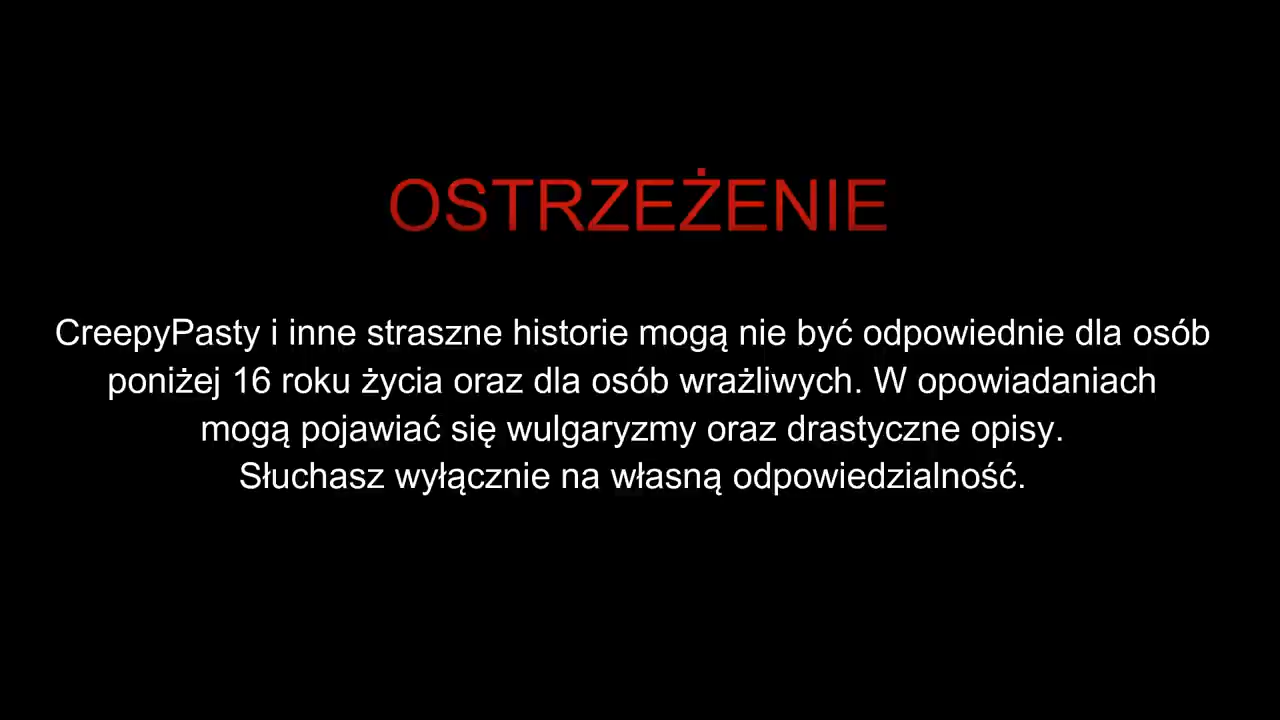 OSTRZEŻENIE
CreepyPasty i inne straszne historie mogą nie być odpowiednie dla osób
poniżej 16 roku życia oraz dla osób wrażliwych. W opowiadaniach
mogą pojawiać się wulgaryzmy oraz drastyczne opisy.
Słuchasz wyłącznie na własną odpowiedzialność.